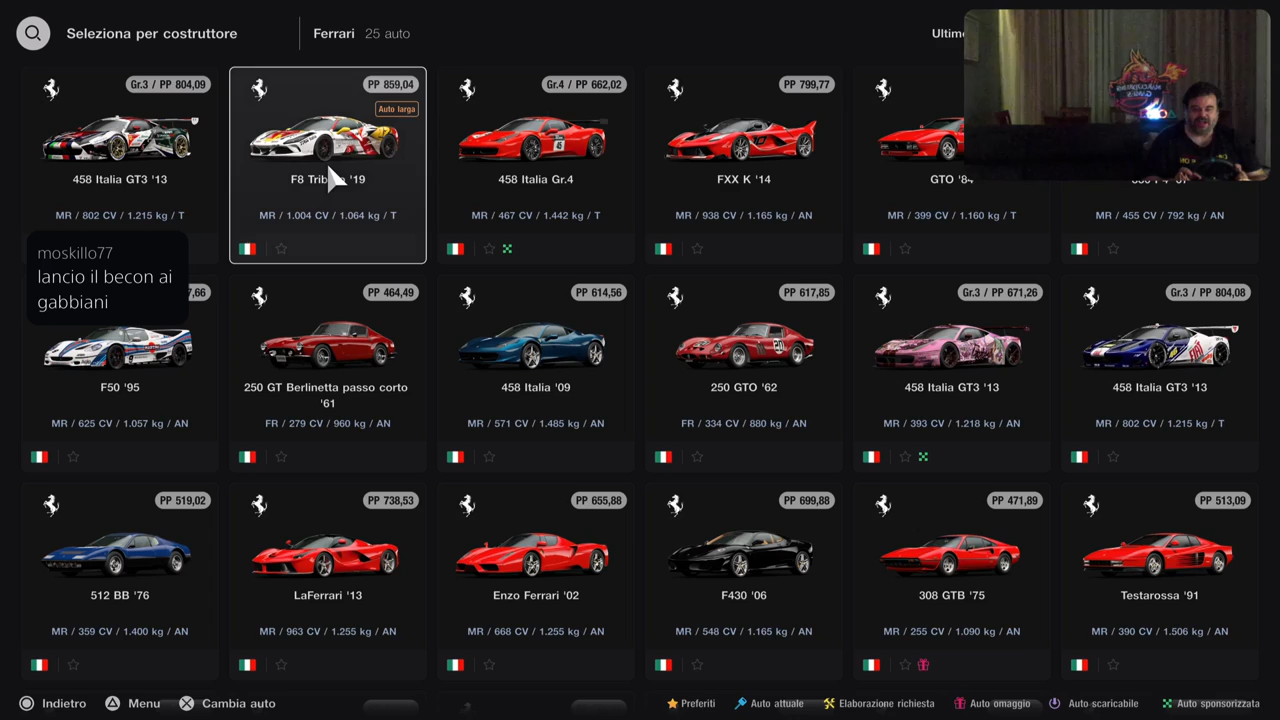 Seleziona per costruttore
Ferrari 25 auto
Gr.3 / PP 804,09
458 Italia GT3 '13
MR / 802 CV / 1.215 kg / T
PP 859,04
Auto larga
MR / 1.004 CV / 1.064 kg / T
Gr.4 / PP 662,02
458 Italia Gr.4
MR / 467 CV / 1.442 kg / T
PP 799,77
FXX K '14
MR / 938 CV / 1.165 kg / AN
GTO '84
MR / 399 CV / 1.160 kg / T
MR / 455 CV / 792 kg / AN
moskillo77
lancio il becon ai
gabbiani
F50 '95
MR / 625 CV / 1.057 kg / AN
PP 464,49
250 GT Berlinetta passo corto
'61
FR / 279 CV / 960 kg / AN
PP 614,56
458 Italia '09
MR / 571 CV / 1.485 kg / AN
PP 617,85
250 GTO '62
FR / 334 CV / 880 kg / AN
Gr.3 / PP 671,26
458 Italia GT3 '13
MR / 393 CV / 1.218 kg / AN
Gr.3 / PP 804,08
458 Italia GT3 '13
MR / 802 CV / 1.215 kg / T
PP 519,02
512 BB '76
MR / 359 CV / 1.400 kg / AN
PP 738,53
LaFerrari '13
MR / 963 CV / 1.255 kg / AN
PP 655,88
Enzo Ferrari '02
MR / 668 CV / 1.255 kg / AN
PP 699,88
F430 '06
MR / 548 CV / 1.165 kg / AN
PP 471,89
308 GTB '75
MR / 255 CV / 1.090 kg / AN
PP 513,09
Testarossa '91
MR / 390 CV / 1.506 kg / AN
Indietro Menu Cambia auto
Preferiti Auto attuale Elaborazione richiesta Auto omaggio Auto scaricabile Auto sponsorizzata